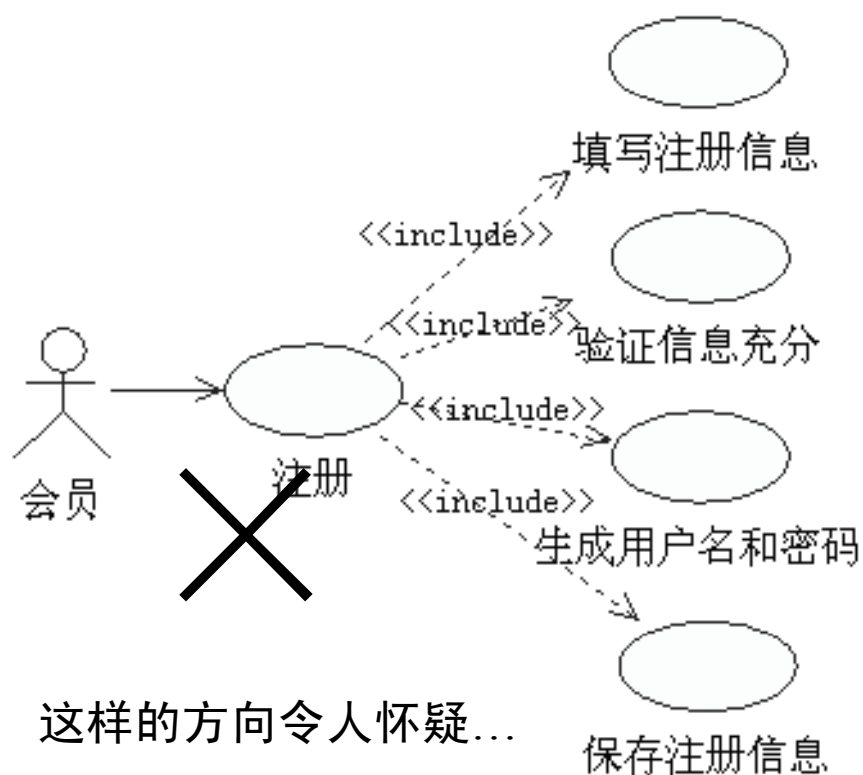 填写注册信息
<<include>>
<<include>>
验证信息充分
<<include>>
注册
会员
<<include>>
生成用户名和密码
这样的方向令人怀疑…
保存注册信息